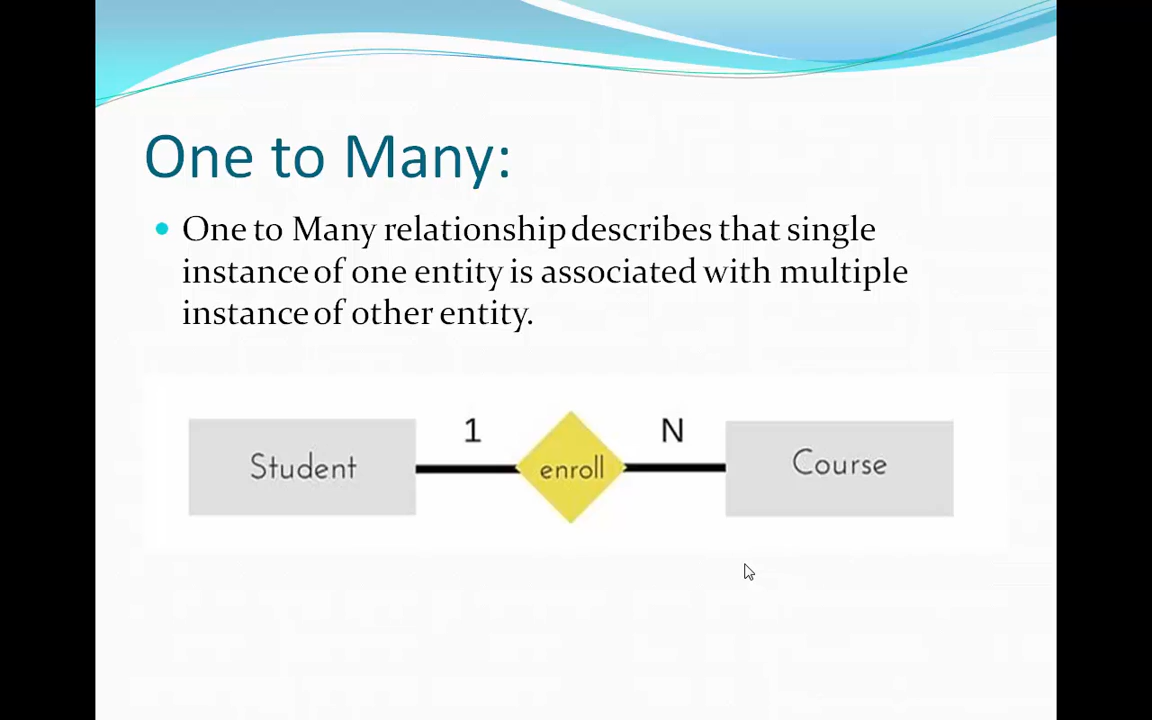 One to Many:
One to Many relationship describes that single
instance of one entity is associated with multiple
instance of other entity.
Student 1 enroll N Course